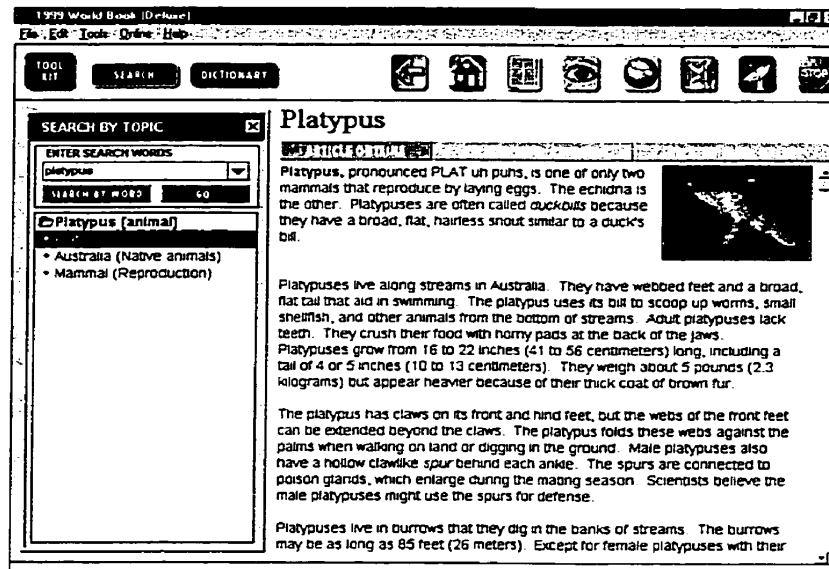 1999 World Book [Deluxe]
File Edit Tools Online Help
TOOL KIT
SEARCH
DICTIONARY
STOP
SEARCH BY TOPIC
ENTER SEARCH WORDS
platypus
SEARCH BY WORD
GO
Platypus [animal]
• Australia (Native animals)
• Mammal (Reproduction)
Platypus
ARTICLE OUTLINE
Platypus, pronounced PLAT uh puhs, is one of only two
mammals that reproduce by laying eggs. The echidna is
the other. Platypuses are often called duckbills because
they have a broad, flat, hairless snout similar to a duck's
bill.
Platypuses live along streams in Australia. They have webbed feet and a broad,
flat tail that aid in swimming. The platypus uses its bill to scoop up worms, small
shellfish, and other animals from the bottom of streams. Adult platypuses lack
teeth. They crush their food with horny pads at the back of the jaws.
Platypuses grow from 16 to 22 inches (41 to 56 centimeters) long, including a
tail of 4 or 5 inches (10 to 13 centimeters). They weigh about 5 pounds (2.3
kilograms) but appear heavier because of their thick coat of brown fur.
The platypus has claws on its front and hind feet, but the webs of the front feet
can be extended beyond the claws. The platypus folds these webs against the
palms when walking on land or digging in the ground. Male platypuses also
have a hollow clawlike spur behind each ankle. The spurs are connected to
poison glands, which enlarge during the mating season. Scientists believe the
male platypuses might use the spurs for defense.
Platypuses live in burrows that they dig in the banks of streams. The burrows
may be as long as 85 feet (26 meters). Except for female platypuses with their